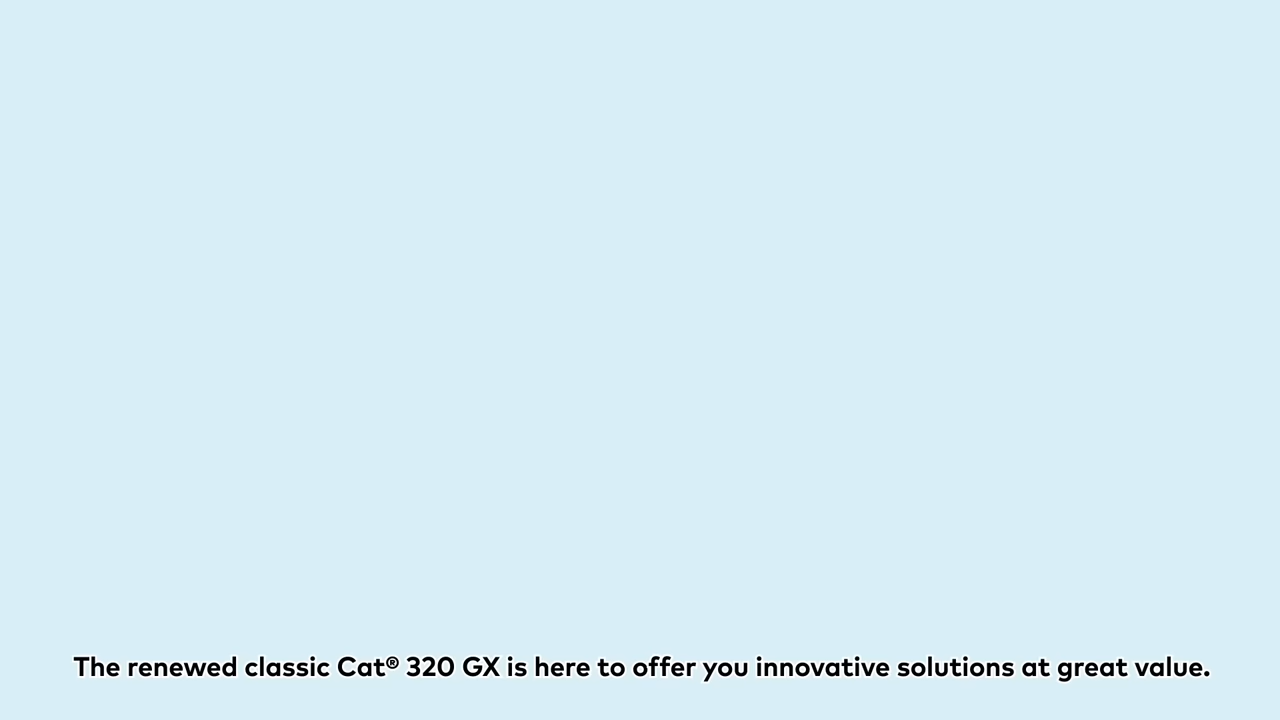 The renewed classic Cat® 320 GX is here to offer you innovative solutions at great value.